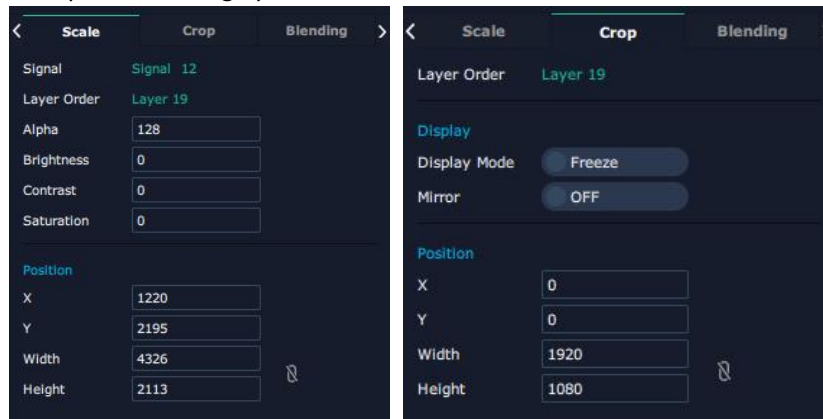 Scale Crop Blending
Signal Signal 12
Layer Order Layer 19
Alpha 128
Brightness 0
Contrast 0
Saturation 0
Position
X 1220
Y 2195
Width 4326
Height 2113
Scale Crop Blending
Layer Order Layer 19
Display
Display Mode Freeze
Mirror OFF
Position
X 0
Y 0
Width 1920
Height 1080